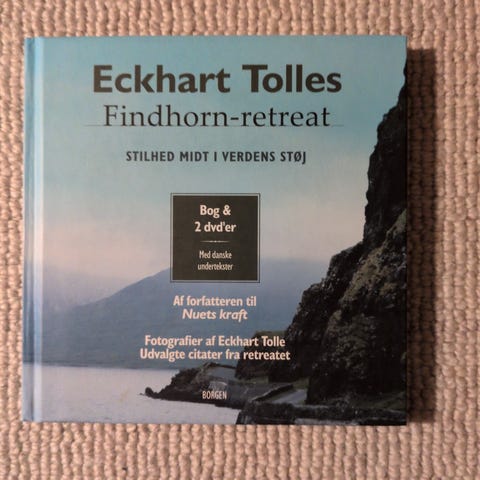 Eckhart Tolles
Findhorn-retreat
STILHED MIDT I VERDENS STØJ
Bog &
2 dvd'er
Med danske
undertekster
Af forfatteren til
Nuets kraft
Fotografier af Eckhart Tolle
Udvalgte citater fra retreatet
BORGEN